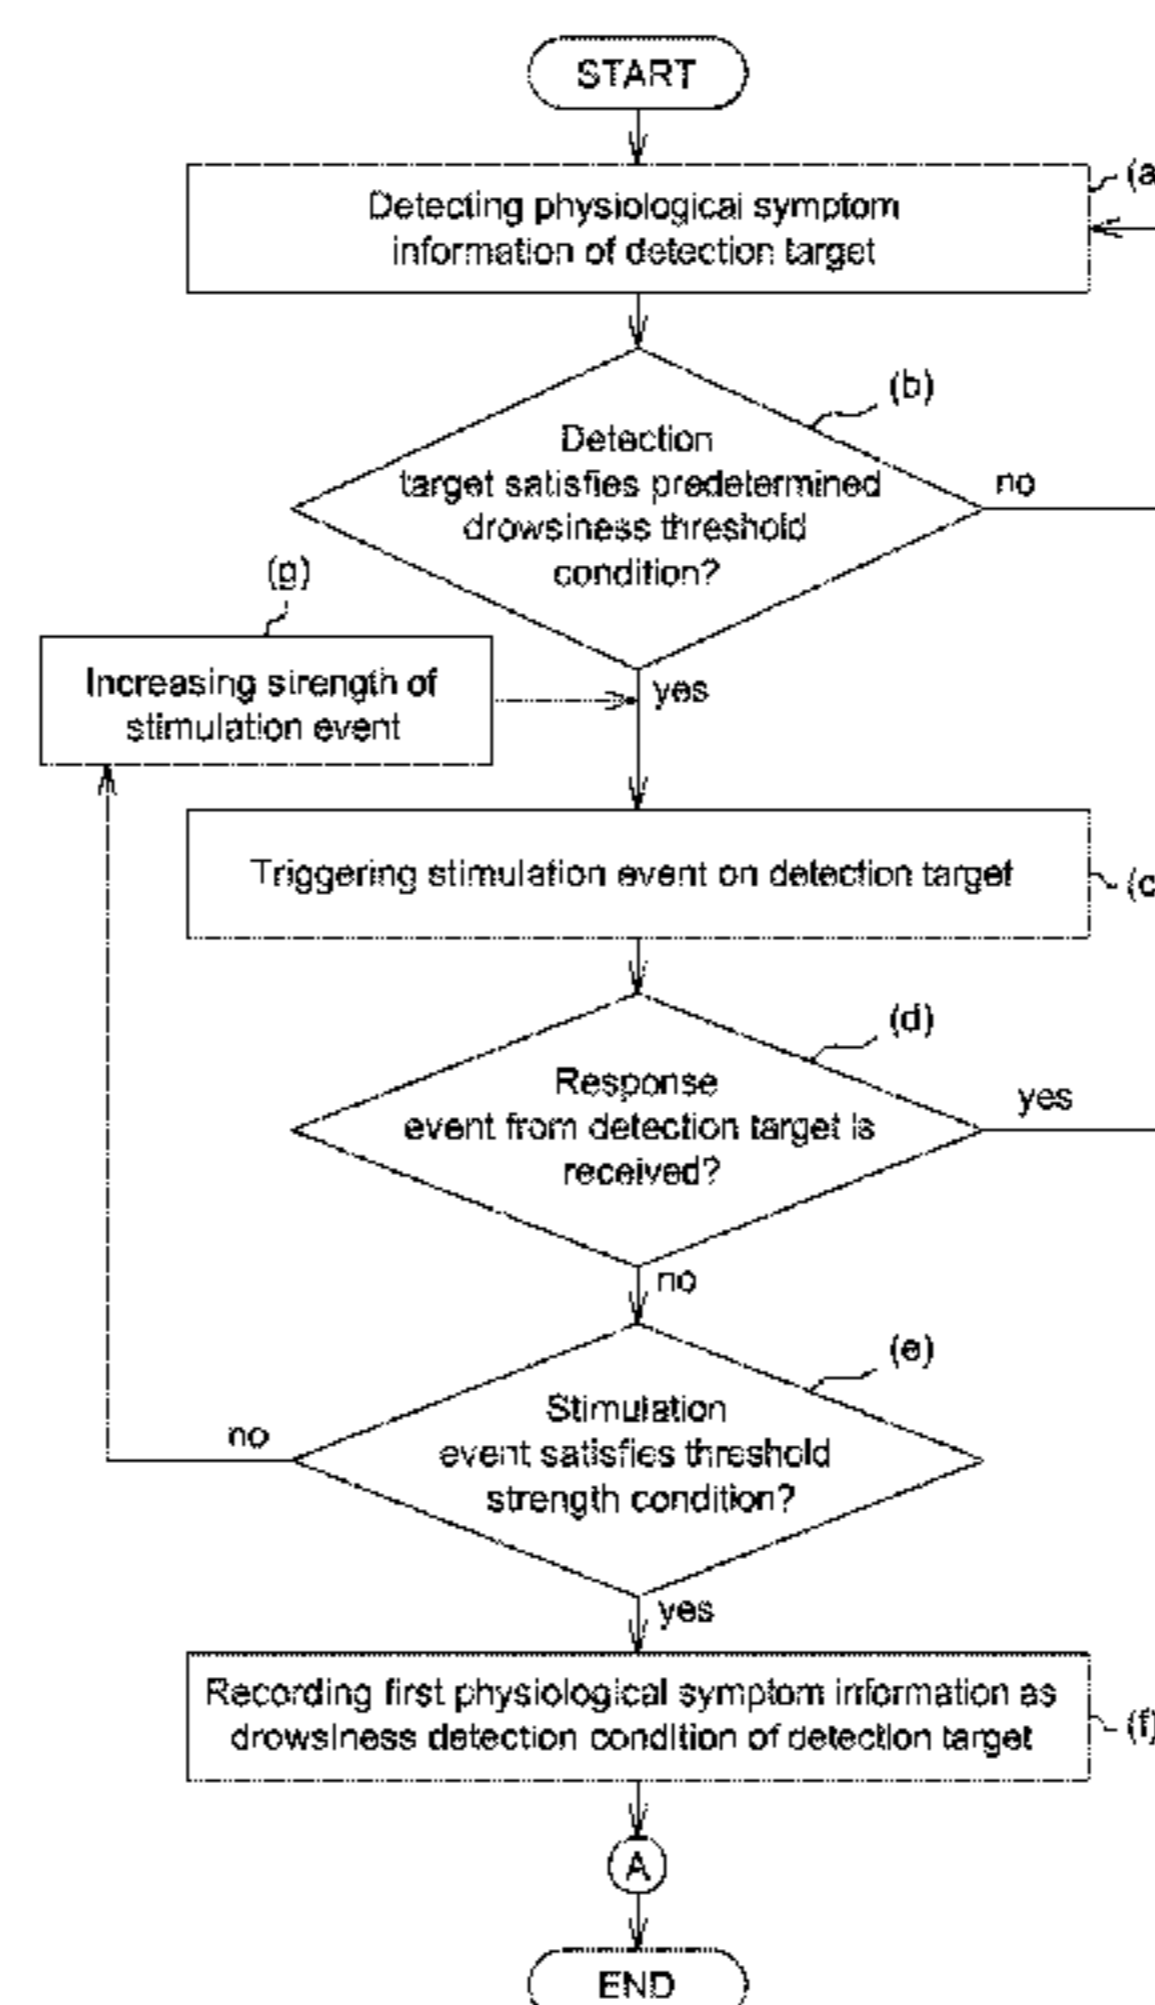 START
Detecting physiological symptom
information of detection target
(a
(b)
Detection
target satisfies predetermined
drowsiness threshold
condition?
no
(g)
Increasing strength of
stimulation event
yes
Triggering stimulation event on detection target
(c
(d)
Response
event from detection target is
received?
yes
no
(e)
Stimulation
event satisfies threshold
strength condition?
no
yes
Recording first physiological symptom information as
drowsiness detection condition of detection target
(f)
A
END